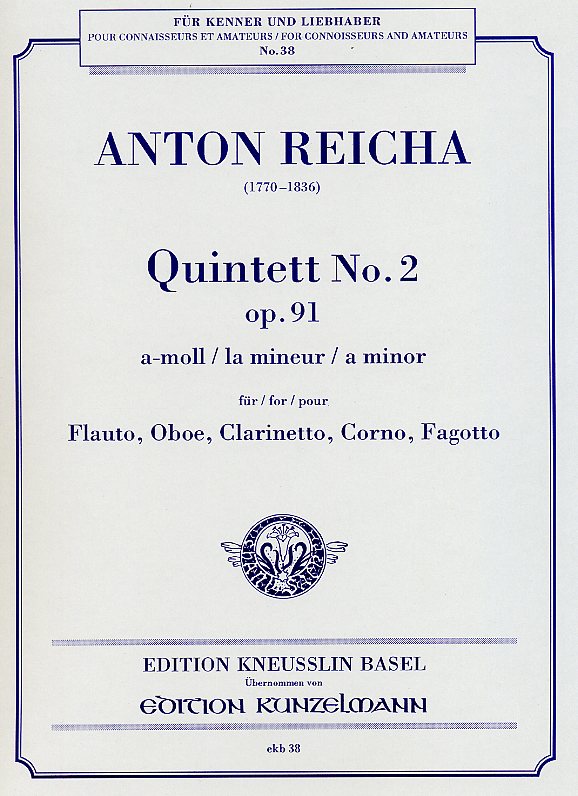 FÜR KENNER UND LIEBHABER
POUR CONNAISSEURS ET AMATEURS / FOR CONNOISSEURS AND AMATEURS
No. 38
ANTON REICHA
(1770–1836)
Quintett No. 2
op. 91
a-moll / la mineur / a minor
für / for / pour
Flauto, Oboe, Clarinetto, Corno, Fagotto
EDITION KNEUSSLIN BASEL
Übernommen von
EDITION KUNZELMANN
ekb 38